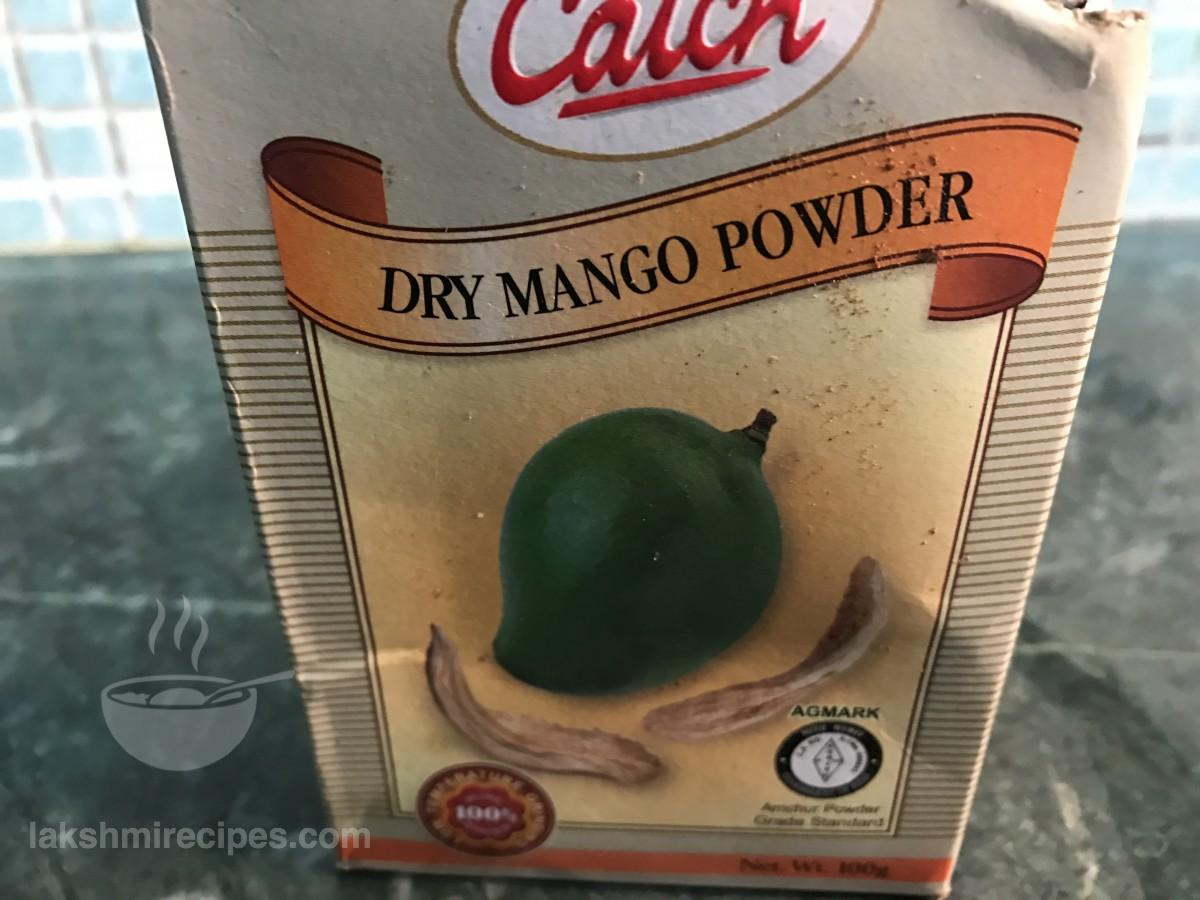 Catch
DRY MANGO POWDER
AGMARK
100%
Amchur Powder
Grade Standard
lakshmirecipes.com
Net. Wt. 100g